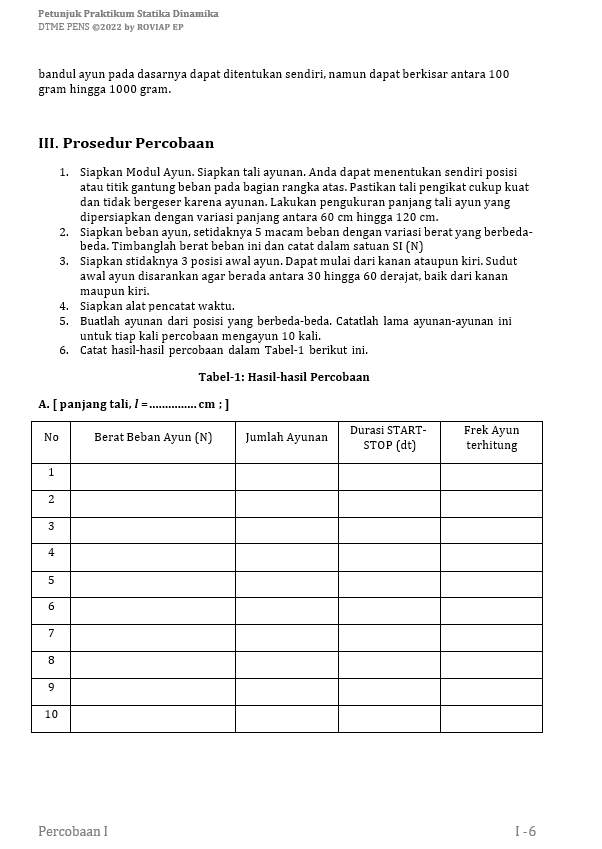 Petunjuk Praktikum Statika Dinamika
DTME PENS ©2022 by ROVIAP EP
bandul ayun pada dasarnya dapat ditentukan sendiri, namun dapat berkisar antara 100
gram hingga 1000 gram.
III. Prosedur Percobaan
1. Siapkan Modul Ayun. Siapkan tali ayunan. Anda dapat menentukan sendiri posisi
atau titik gantung beban pada bagian rangka atas. Pastikan tali pengikat cukup kuat
dan tidak bergeser karena ayunan. Lakukan pengukuran panjang tali ayun yang
dipersiapkan dengan variasi panjang antara 60 cm hingga 120 cm.
2. Siapkan beban ayun, setidaknya 5 macam beban dengan variasi berat yang berbeda-
beda. Timbanglah berat beban ini dan catat dalam satuan SI (N)
3. Siapkan stidaknya 3 posisi awal ayun. Dapat mulai dari kanan ataupun kiri. Sudut
awal ayun disarankan agar berada antara 30 hingga 60 derajat, baik dari kanan
maupun kiri.
4. Siapkan alat pencatat waktu.
5. Buatlah ayunan dari posisi yang berbeda-beda. Catatlah lama ayunan-ayunan ini
untuk tiap kali percobaan mengayun 10 kali.
6. Catat hasil-hasil percobaan dalam Tabel-1 berikut ini.
Tabel-1: Hasil-hasil Percobaan
A. [ panjang tali, l =............... cm ; ]
No Berat Beban Ayun (N) Jumlah Ayunan Durasi START- Frek Ayun
STOP (dt) terhitung
1
2
3
4
5
6
7
8
9
10
Percobaan I I - 6